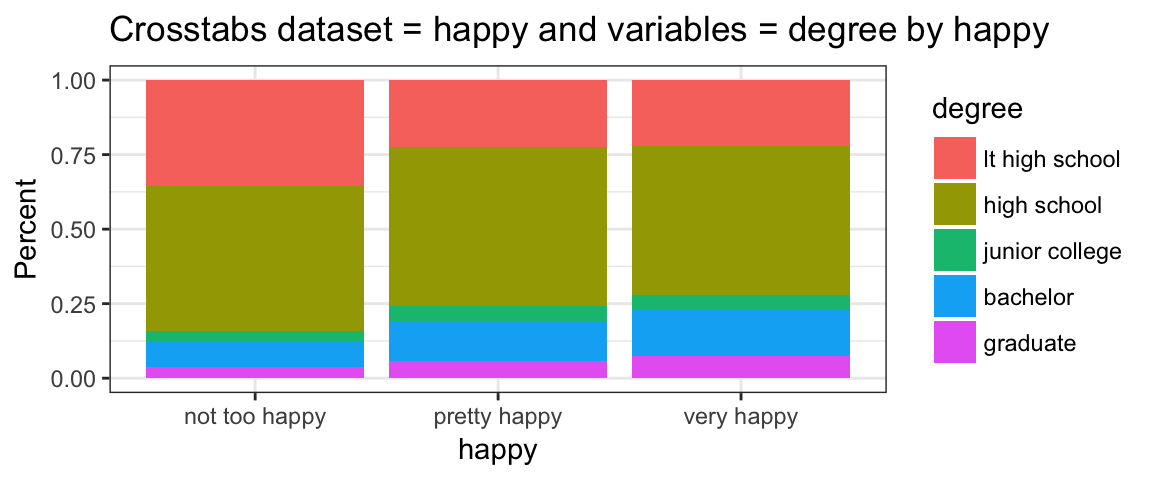 Crosstabs dataset = happy and variables = degree by happy
Percent
1.00
0.75
0.50
0.25
0.00
not too happy
pretty happy
very happy
happy
degree
lt high school
high school
junior college
bachelor
graduate